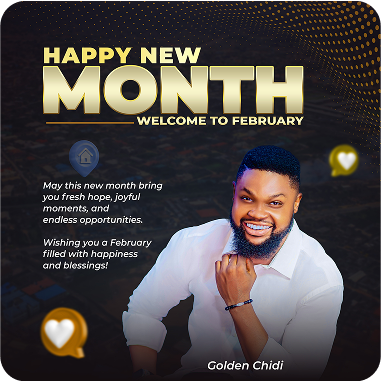 HAPPY NEW
MONTH
WELCOME TO FEBRUARY
May this new month bring
you fresh hope, joyful
moments, and
endless opportunities.
Wishing you a February
filled with happiness
and blessings!
Golden Chidi